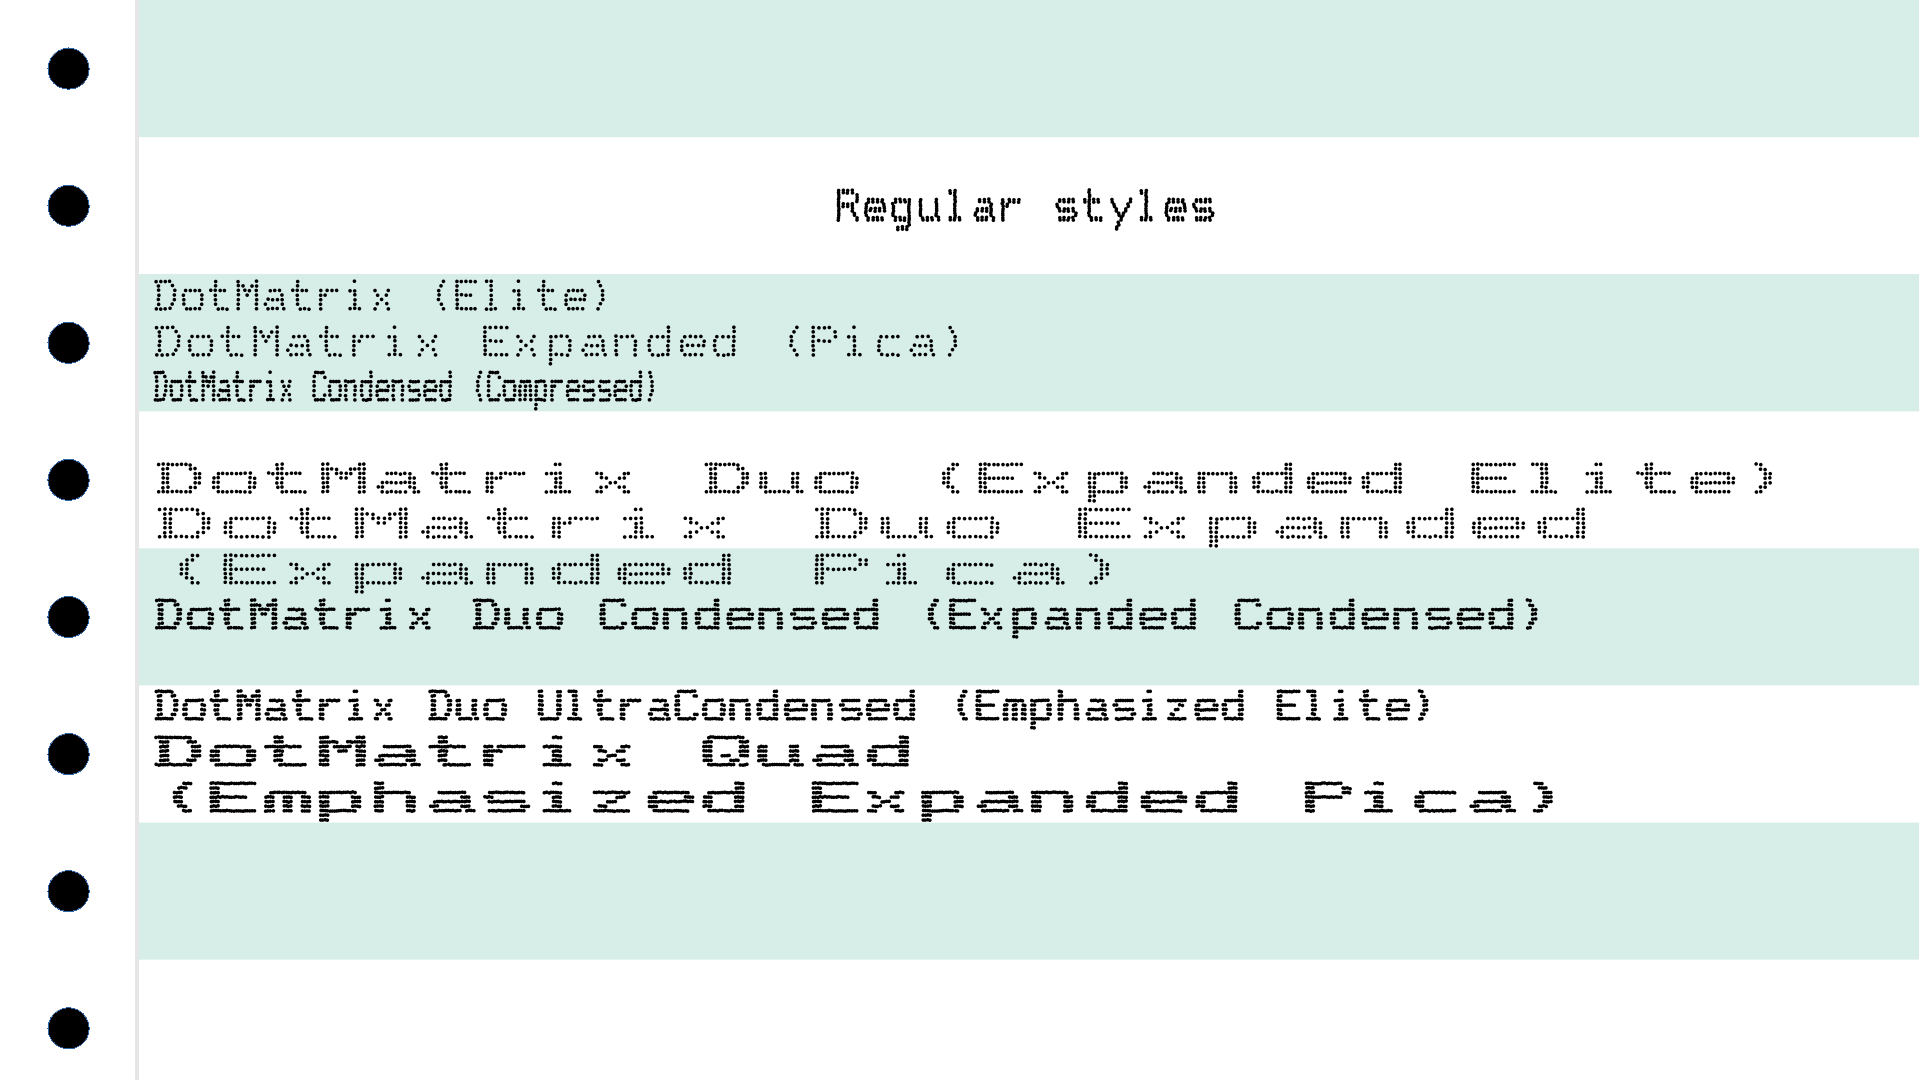 Regular styles
DotMatrix (Elite)
DotMatrix Expanded (Pica)
DotMatrix Condensed (Compressed)
DotMatrix Duo (Expanded Elite)
DotMatrix Duo Expanded
(Expanded Pica)
DotMatrix Duo Condensed (Expanded Condensed)
DotMatrix Duo UltraCondensed (Emphasized Elite)
DotMatrix Quad
(Emphasized Expanded Pica)